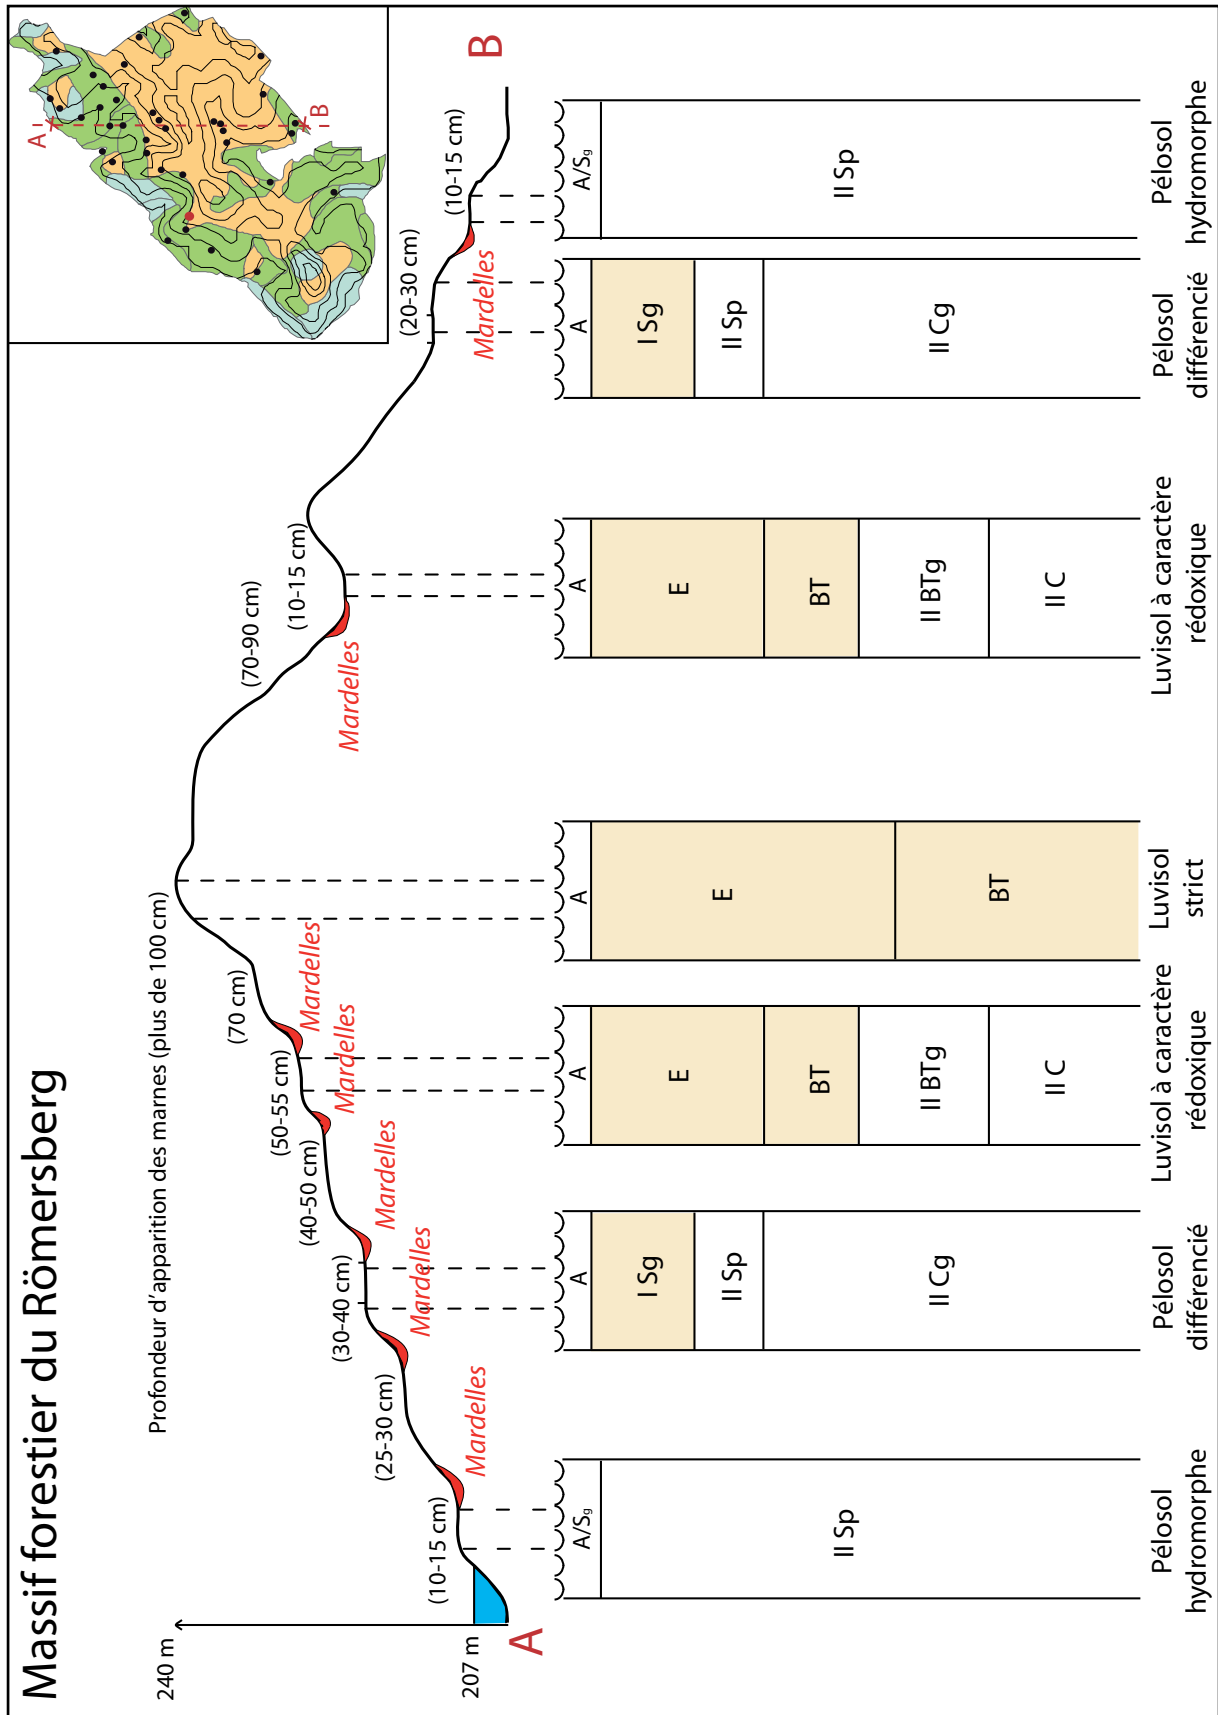 Massif forestier du Römersberg
A
B
240 m
207 m
A
B
Profondeur d'apparition des marnes (plus de 100 cm)
(10-15 cm)
(25-30 cm)
(30-40 cm)
(40-50 cm)
(50-55 cm)
(70 cm)
(70-90 cm)
(10-15 cm)
(20-30 cm)
(10-15 cm)
Mardelles
Mardelles
Mardelles
Mardelles
Mardelles
Mardelles
Mardelles
A/Sg
II Sp
Pélosol
hydromorphe
A
I Sg
II Sp
II Cg
Pélosol
différencié
A
E
BT
II BTg
II C
Luvisol à caractère
rédoxique
A
E
BT
Luvisol
strict
A
E
BT
II BTg
II C
Luvisol à caractère
rédoxique
A
I Sg
II Sp
II Cg
Pélosol
différencié
A/Sg
II Sp
Pélosol
hydromorphe